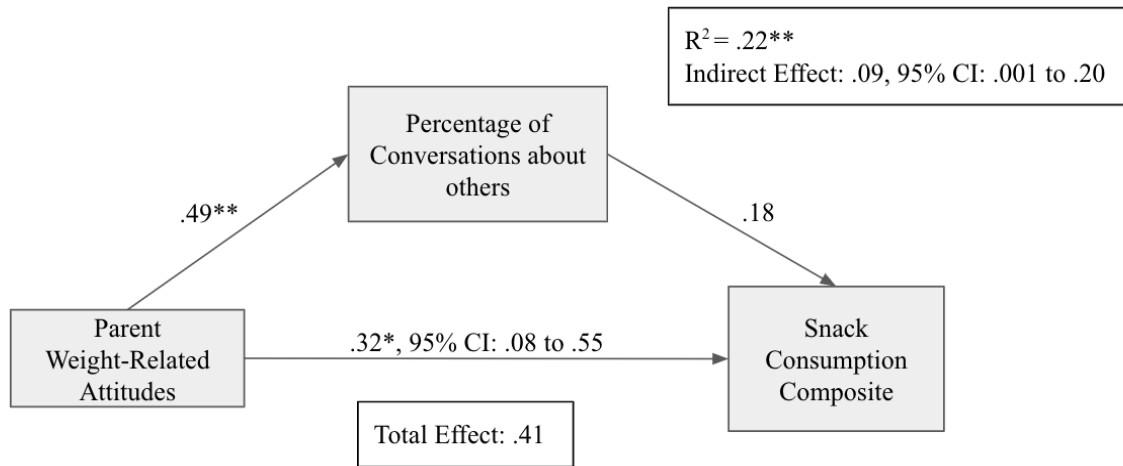 R² = .22**
Indirect Effect: .09, 95% CI: .001 to .20
Percentage of
Conversations about
others
.49**
.18
Parent
Weight-Related
Attitudes
.32*, 95% CI: .08 to .55
Snack
Consumption
Composite
Total Effect: .41